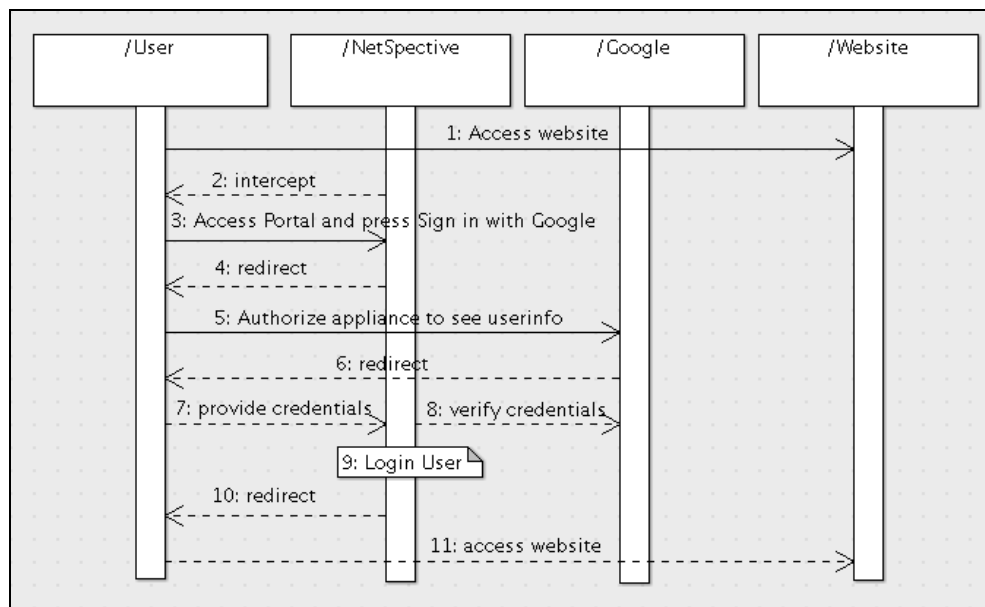 /User
/NetSpective
/Google
/Website
1: Access website
2: intercept
3: Access Portal and press Sign in with Google
4: redirect
5: Authorize appliance to see userinfo
6: redirect
7: provide credentials
8: verify credentials
9: Login User
10: redirect
11: access website